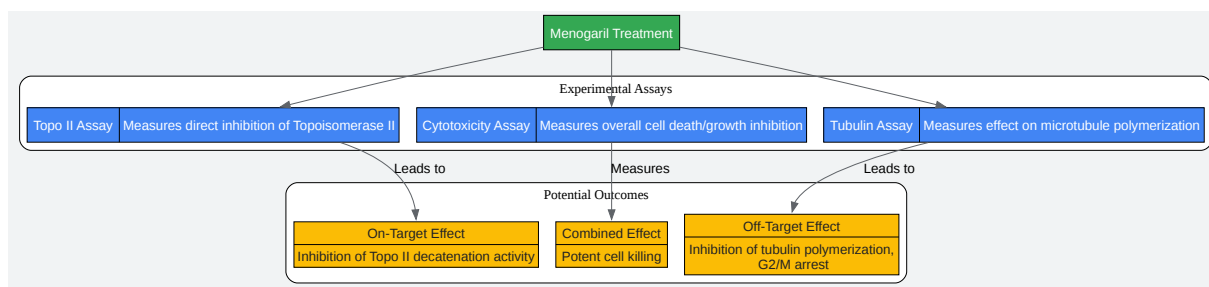 Menogaril Treatment
Experimental Assays
Topo II Assay
Measures direct inhibition of Topoisomerase II
Cytotoxicity Assay
Measures overall cell death/growth inhibition
Tubulin Assay
Measures effect on microtubule polymerization
Leads to
Measures
Leads to
Potential Outcomes
On-Target Effect
Inhibition of Topo II decatenation activity
Combined Effect
Potent cell killing
Off-Target Effect
Inhibition of tubulin polymerization,
G2/M arrest